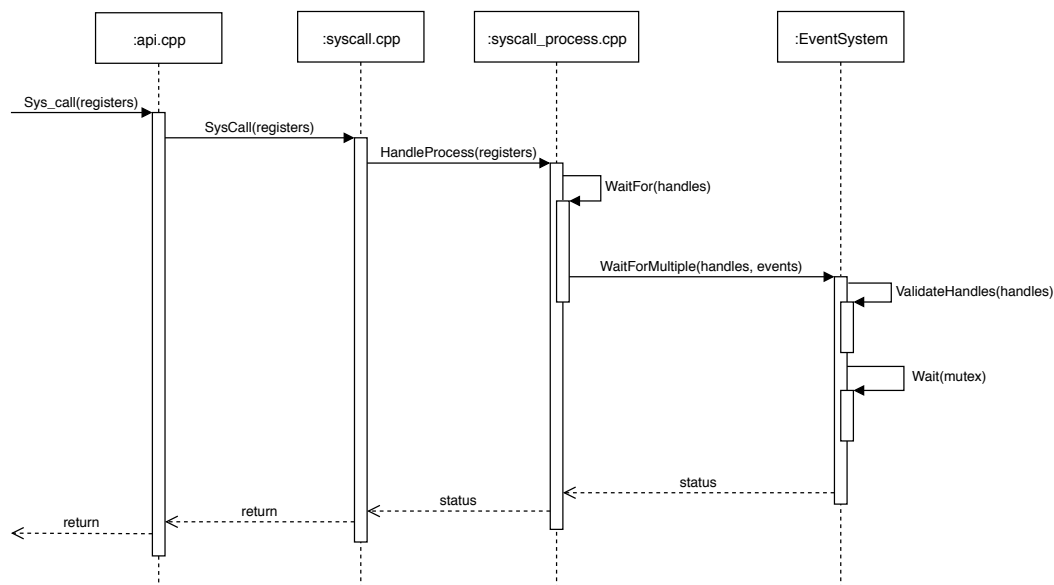 :api.cpp
:syscall.cpp
:syscall_process.cpp
:EventSystem
Sys_call(registers)
SysCall(registers)
HandleProcess(registers)
WaitFor(handles)
WaitForMultiple(handles, events)
ValidateHandles(handles)
Wait(mutex)
status
status
return
return